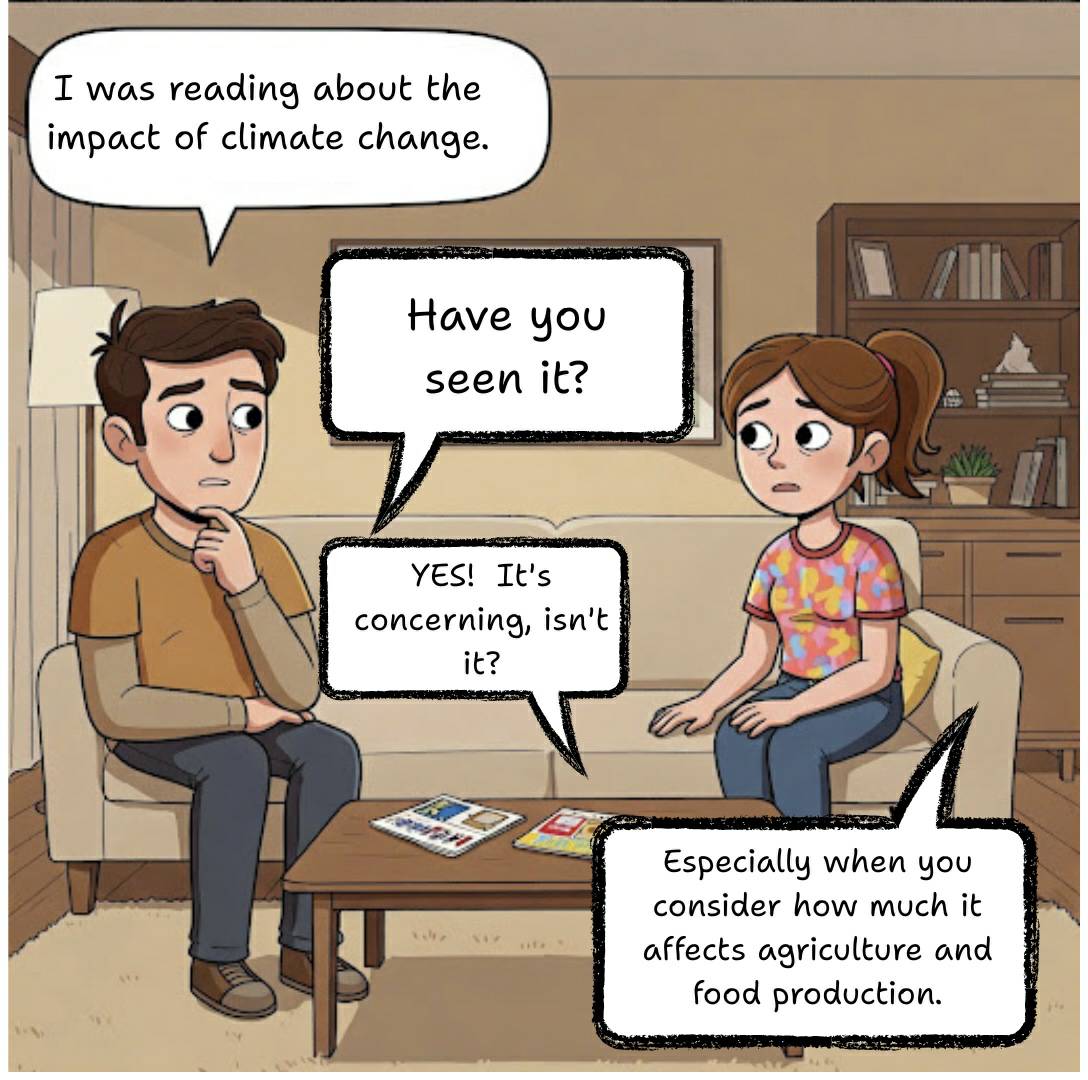 I was reading about the
impact of climate change.
Have you
seen it?
YES! It's
concerning, isn't
it?
Especially when you
consider how much it
affects agriculture and
food production.